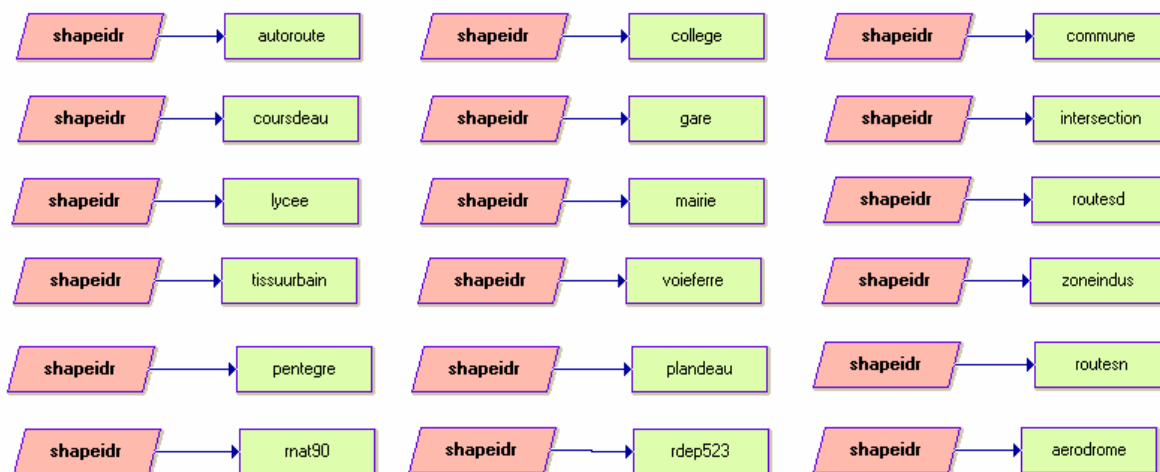 shapeidr autoroute shapeidr college shapeidr commune
shapeidr coursdeau shapeidr gare shapeidr intersection
shapeidr lycee shapeidr mairie shapeidr routesd
shapeidr tissuurbain shapeidr voieferre shapeidr zoneindus
shapeidr pentegre shapeidr plandeau shapeidr routesn
shapeidr rnat90 shapeidr rdep523 shapeidr aerodrome